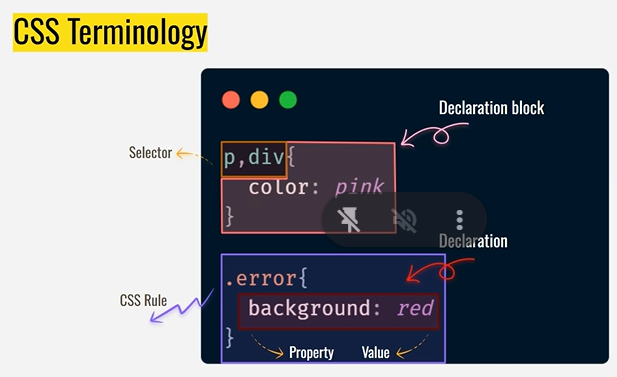 CSS Terminology
Declaration block
Selector
p,div{
color: pink
}
Declaration
.error{
CSS Rule
background: red
}
Property
Value